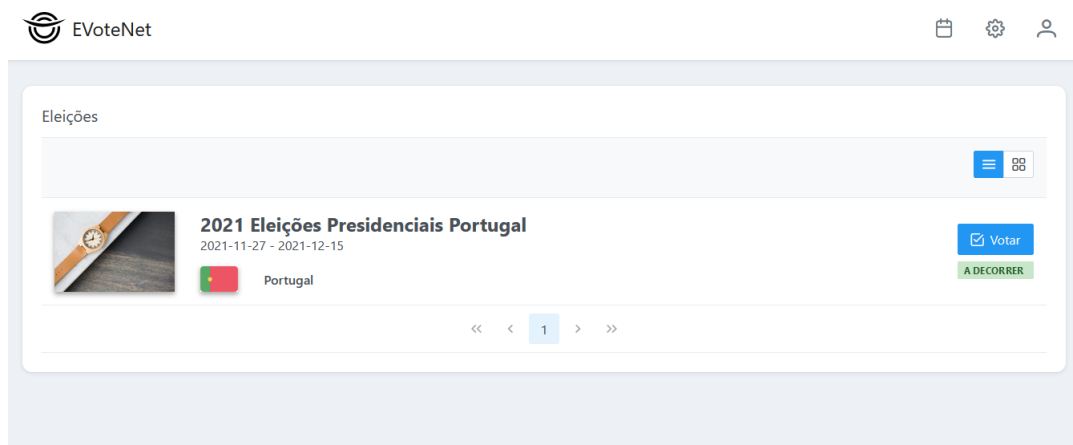 EVoteNet
Eleições
2021 Eleições Presidenciais Portugal
2021-11-27 - 2021-12-15
Portugal
Votar
A DECORRER
1